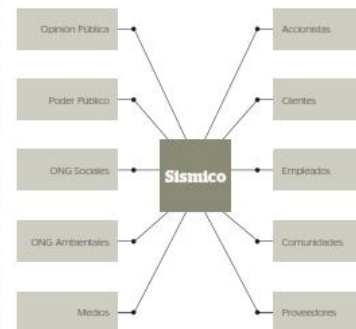 Opinión Pública
Accionistas
Poder Público
Clientes
Sismico
ONG Sociales
Empleados
ONG Ambientales
Comunidades
Medios
Proveedores